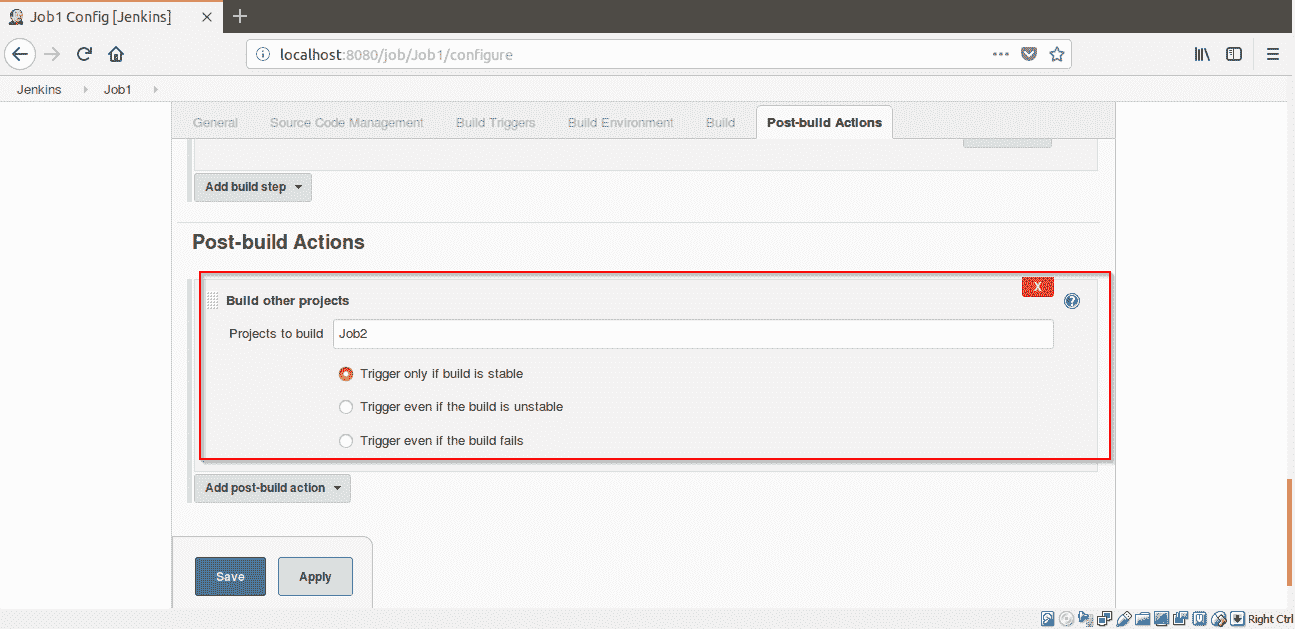 Job1 Config [Jenkins]
localhost:8080/job/Job1/configure
Jenkins Job1
General Source Code Management Build Triggers Build Environment Build Post-build Actions
Add build step
Post-build Actions
X
Build other projects
?
Projects to build Job2
Trigger only if build is stable
Trigger even if the build is unstable
Trigger even if the build fails
Add post-build action
Save Apply
Right Ctrl